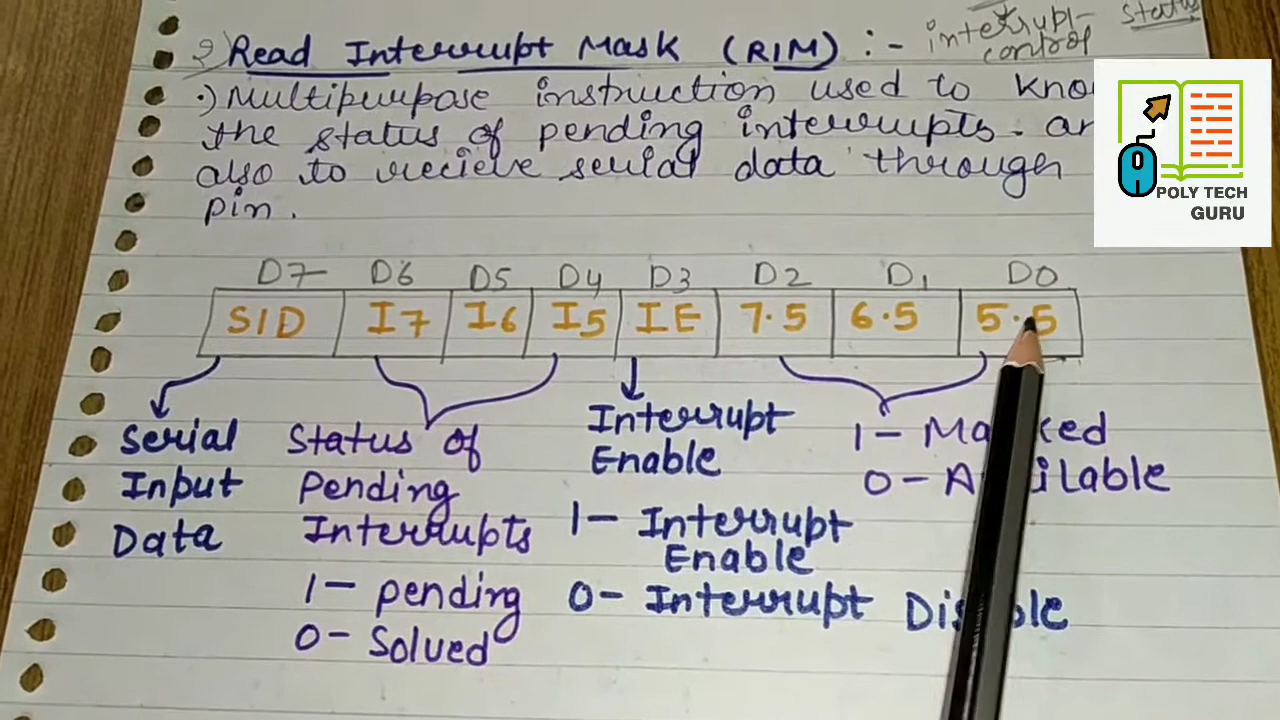 interrupt- status
2) Read Interrupt Mask (RIM) :- control
·) Multipurpose instruction used to kno
the status of pending interrupts. an
also to recieve serial data through
pin.
POLY TECH
GURU
D7 D6 D5 D4 D3 D2 D1 D0
SID I7 I6 I5 IE 7.5 6.5 5.5
Serial Status of Interrupt 1- Masked
Input Pending Enable 0- Available
Data Interrupts 1- Interrupt
Enable
1- pending 0- Interrupt Disable
0- Solved